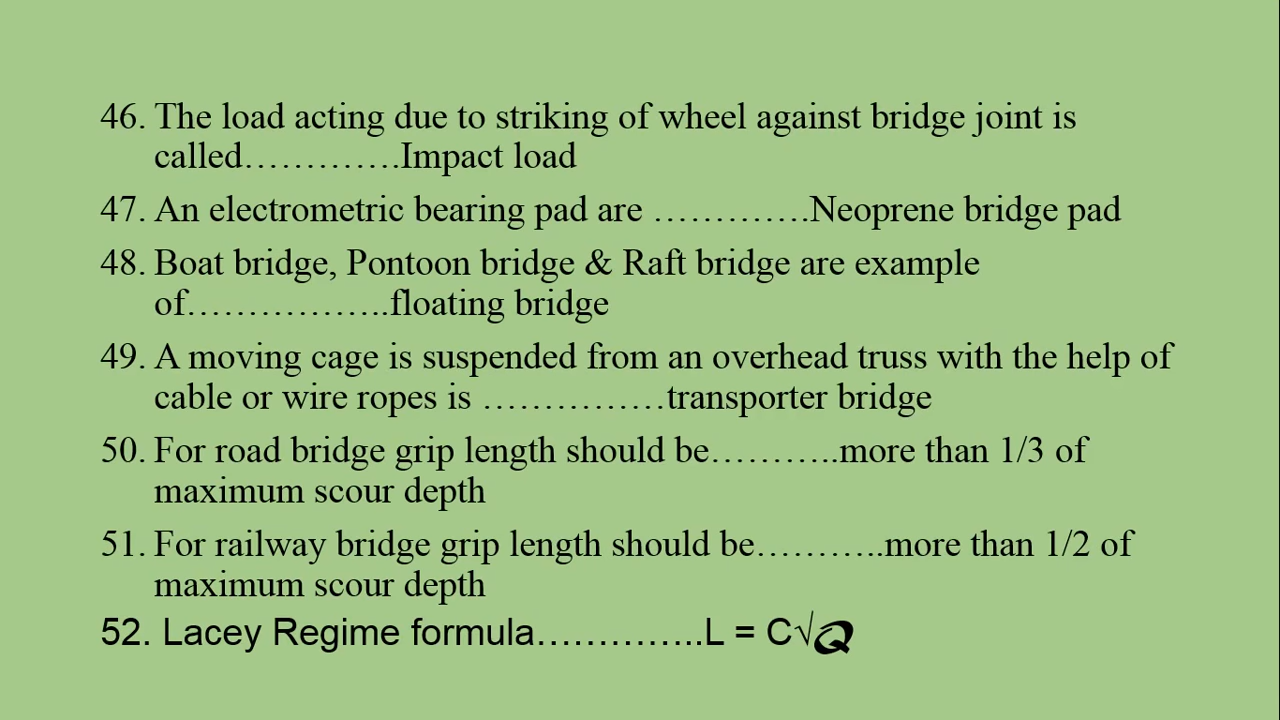 46. The load acting due to striking of wheel against bridge joint is
called………….Impact load
47. An electrometric bearing pad are ………….Neoprene bridge pad
48. Boat bridge, Pontoon bridge & Raft bridge are example
of……………..floating bridge
49. A moving cage is suspended from an overhead truss with the help of
cable or wire ropes is ……………transporter bridge
50. For road bridge grip length should be………..more than 1/3 of
maximum scour depth
51. For railway bridge grip length should be………..more than 1/2 of
maximum scour depth
52. Lacey Regime formula…………..L = C√Q